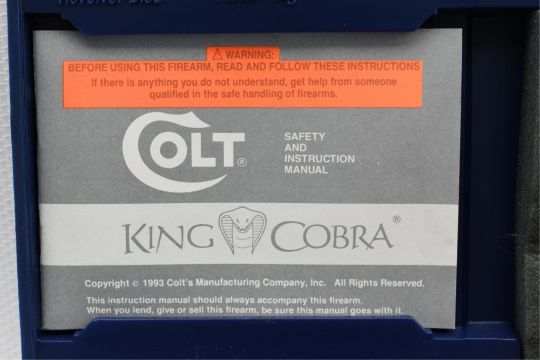 ⚠ WARNING:
BEFORE USING THIS FIREARM, READ AND FOLLOW THESE INSTRUCTIONS
If there is anything you do not understand, get help from someone
qualified in the safe handling of firearms.
COLT®
SAFETY
AND
INSTRUCTION
MANUAL
KING COBRA®
Copyright © 1993 Colt's Manufacturing Company, Inc. All Rights Reserved.
This instruction manual should always accompany this firearm.
When you lend, give or sell this firearm, be sure this manual goes with it.